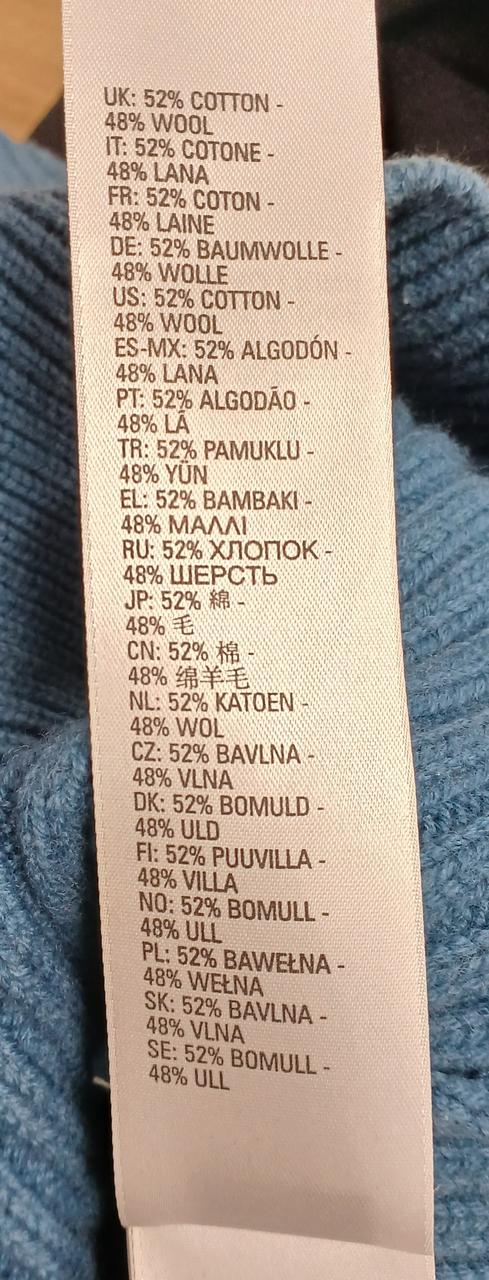 UK: 52% COTTON -
48% WOOL
IT: 52% COTONE -
48% LANA
FR: 52% COTON -
48% LAINE
DE: 52% BAUMWOLLE -
48% WOLLE
US: 52% COTTON -
48% WOOL
ES-MX: 52% ALGODÓN -
48% LANA
PT: 52% ALGODÃO -
48% LÃ
TR: 52% PAMUKLU -
48% YÜN
EL: 52% BAMBAKI -
48% ΜΑΛΛΙ
RU: 52% ХЛОПОК -
48% ШЕРСТЬ
JP: 52% 綿 -
48% 毛
CN: 52% 棉 -
48% 绵羊毛
NL: 52% KATOEN -
48% WOL
CZ: 52% BAVLNA -
48% VLNA
DK: 52% BOMULD -
48% ULD
FI: 52% PUUVILLA -
48% VILLA
NO: 52% BOMULL -
48% ULL
PL: 52% BAWEŁNA -
48% WEŁNA
SK: 52% BAVLNA -
48% VLNA
SE: 52% BOMULL -
48% ULL